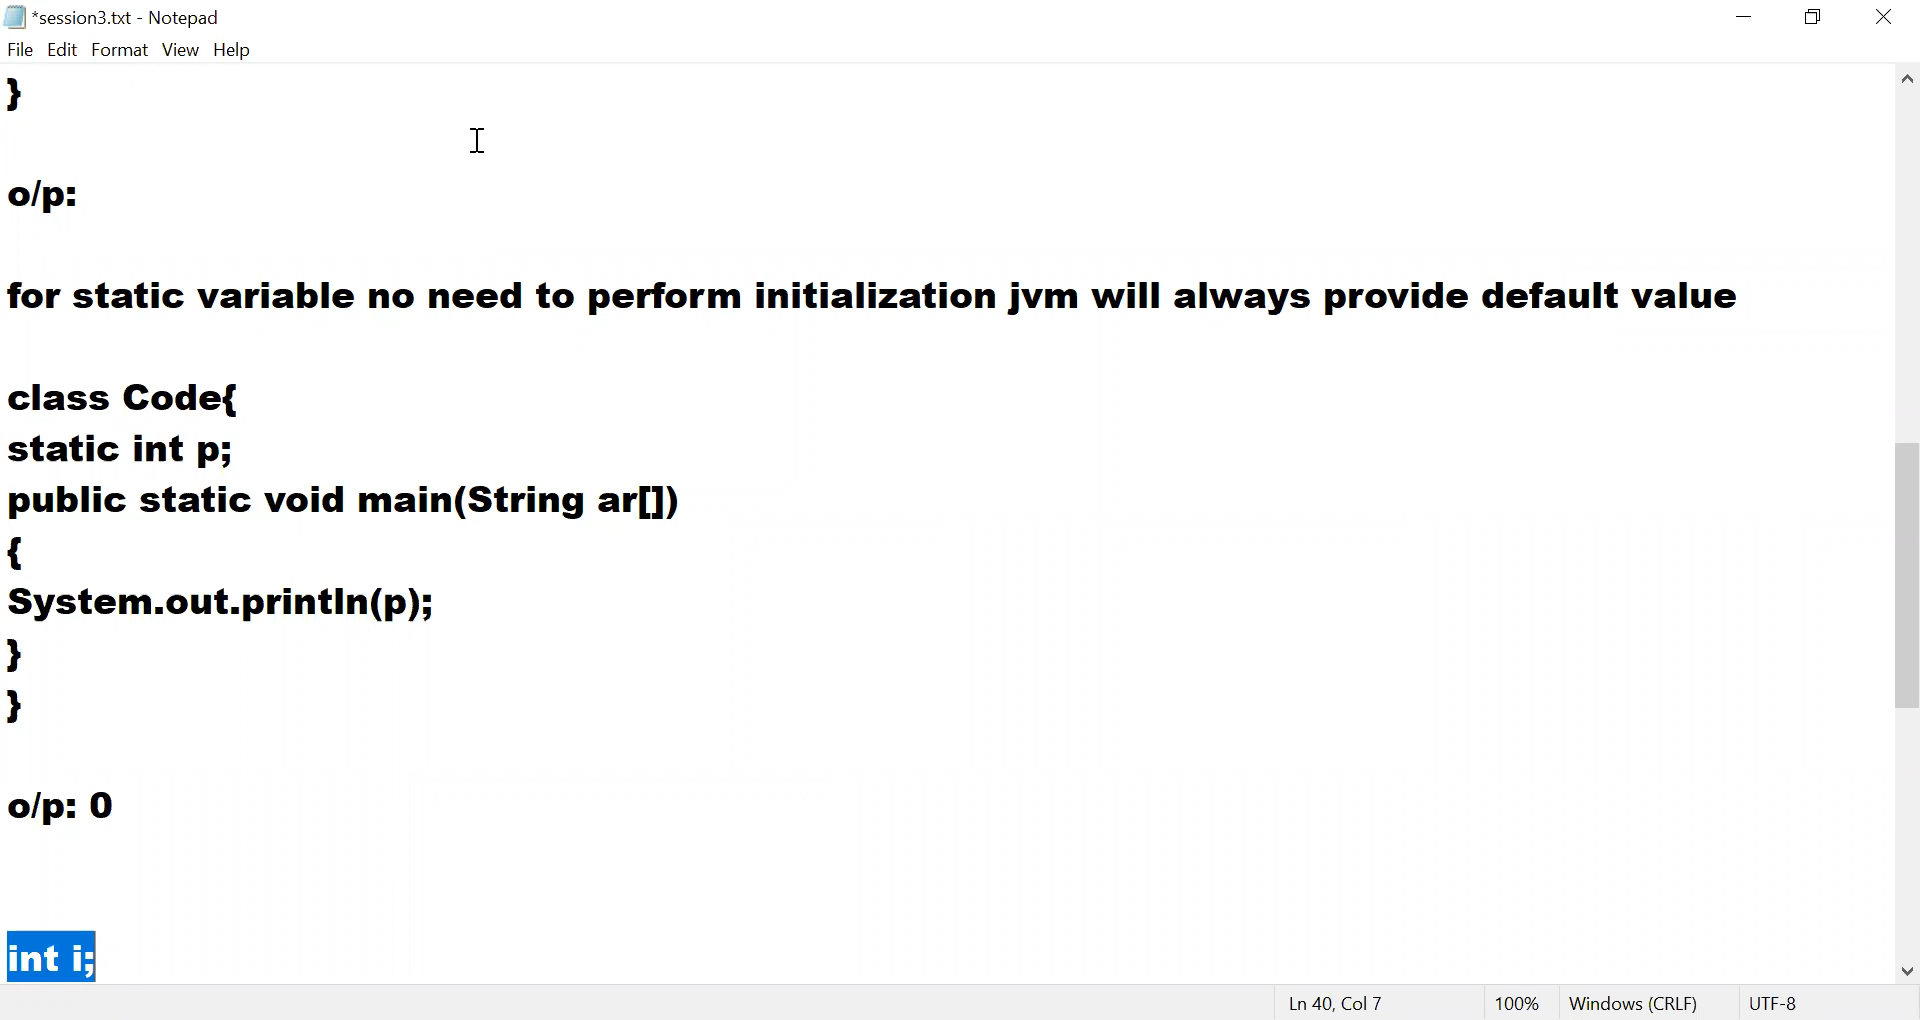 *session3.txt - Notepad
File Edit Format View Help
}
o/p:
for static variable no need to perform initialization jvm will always provide default value
class Code{
static int p;
public static void main(String ar[])
{
System.out.println(p);
}
}
o/p: 0
int i;
Ln 40, Col 7 100% Windows (CRLF) UTF-8